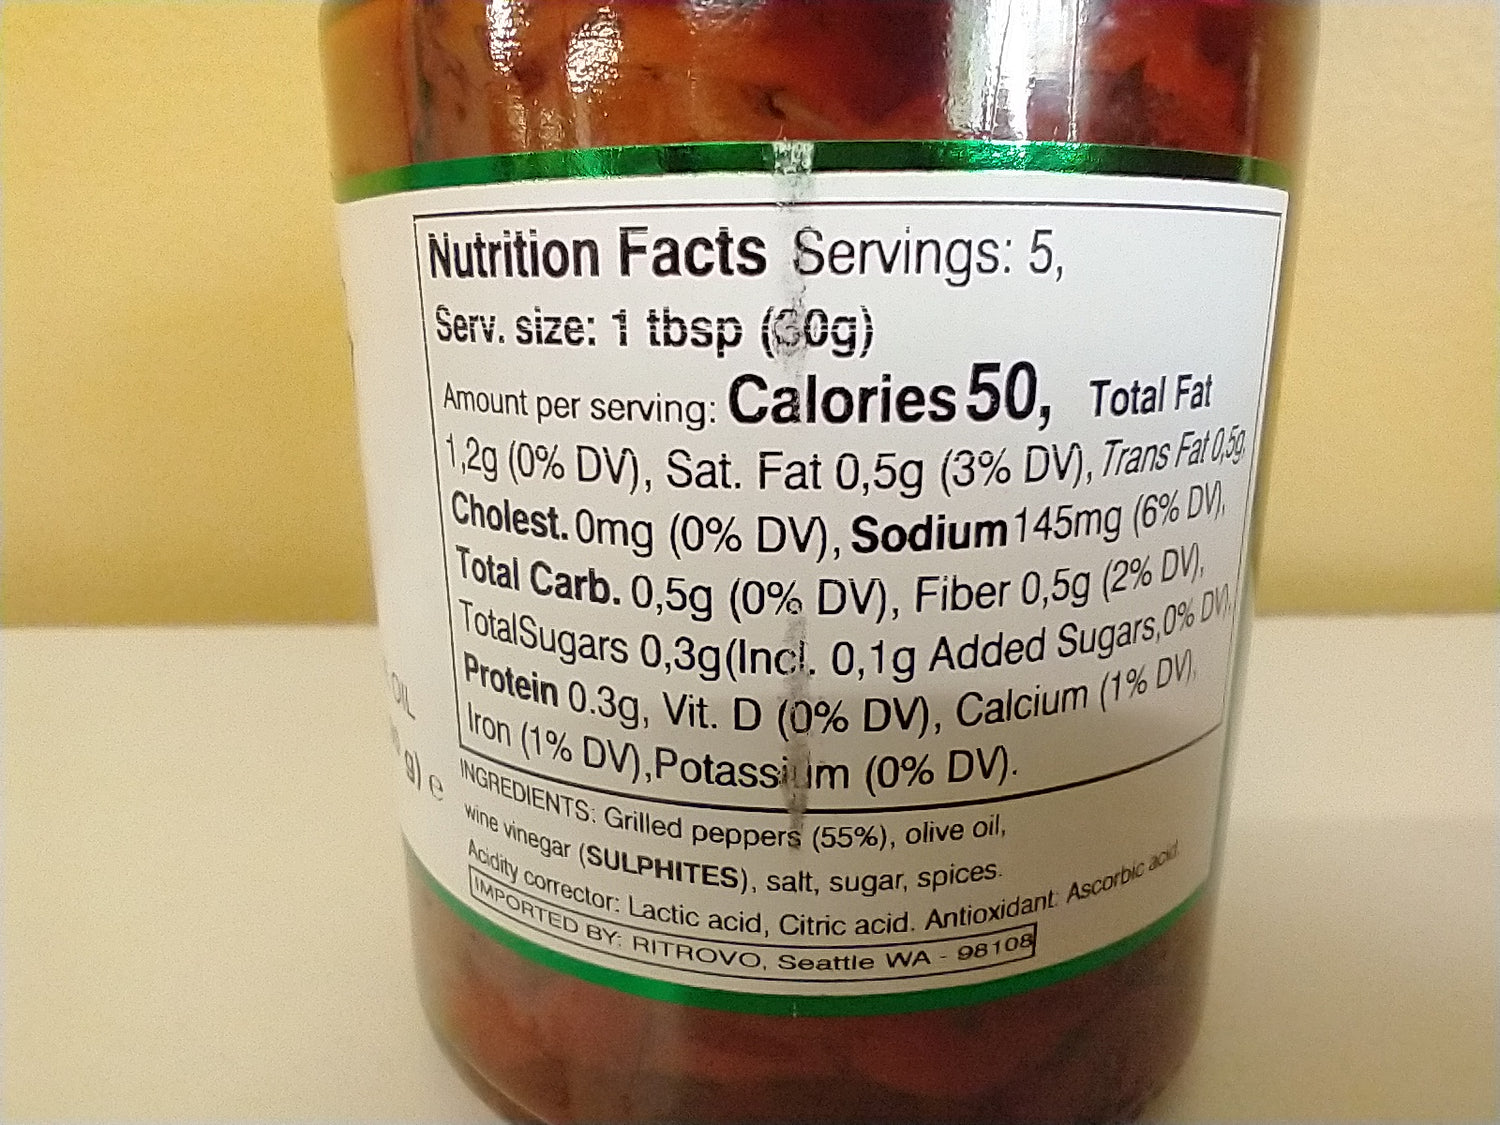 Nutrition Facts Servings: 5,
Serv. size: 1 tbsp (30g)
Amount per serving: Calories 50, Total Fat
1,2g (0% DV), Sat. Fat 0,5g (3% DV), Trans Fat 0,5g,
Cholest. 0mg (0% DV), Sodium 145mg (6% DV),
Total Carb. 0,5g (0% DV), Fiber 0,5g (2% DV),
TotalSugars 0,3g(Incl. 0,1g Added Sugars,0% DV),
Protein 0.3g, Vit. D (0% DV), Calcium (1% DV),
Iron (1% DV),Potassium (0% DV).
INGREDIENTS: Grilled peppers (55%), olive oil,
wine vinegar (SULPHITES), salt, sugar, spices.
Acidity corrector: Lactic acid, Citric acid. Antioxidant: Ascorbic acid.
IMPORTED BY: RITROVO, Seattle WA - 98108
OIL
g) e